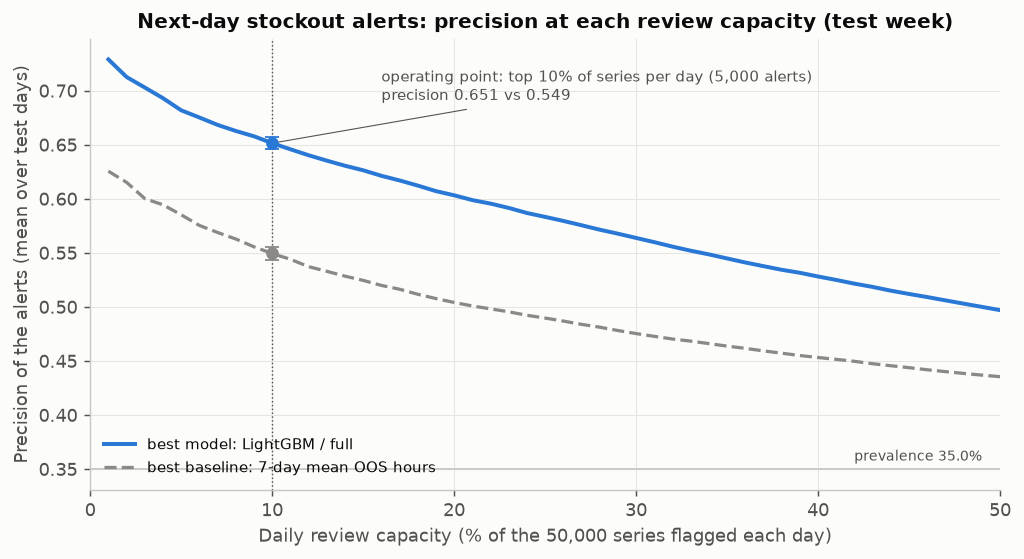 Next-day stockout alerts: precision at each review capacity (test week)
Precision of the alerts (mean over test days)
0.70
0.65
0.60
0.55
0.50
0.45
0.40
0.35
operating point: top 10% of series per day (5,000 alerts)
precision 0.651 vs 0.549
best model: LightGBM / full
best baseline: 7-day mean OOS hours
prevalence 35.0%
0
10
20
30
40
50
Daily review capacity (% of the 50,000 series flagged each day)